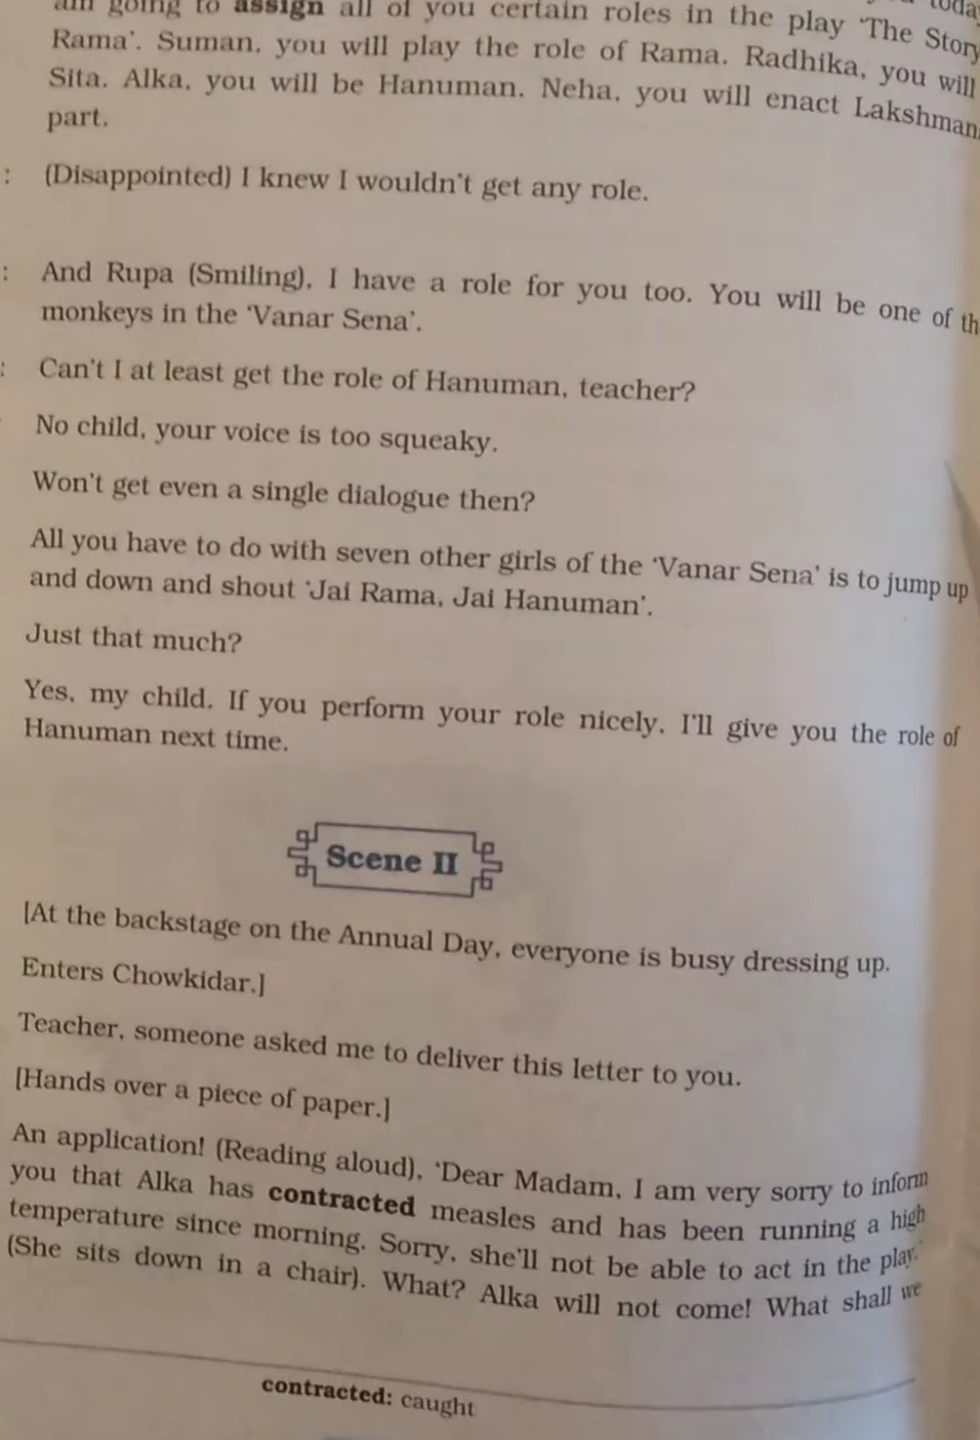 am going to assign all of you certain roles in the play 'The Story
Rama'. Suman, you will play the role of Rama. Radhika, you will
Sita. Alka, you will be Hanuman. Neha, you will enact Lakshman
part.
: (Disappointed) I knew I wouldn't get any role.
: And Rupa (Smiling), I have a role for you too. You will be one of th
monkeys in the 'Vanar Sena'.
: Can't I at least get the role of Hanuman, teacher?
No child, your voice is too squeaky.
Won't get even a single dialogue then?
All you have to do with seven other girls of the 'Vanar Sena' is to jump up
and down and shout 'Jai Rama, Jai Hanuman'.
Just that much?
Yes, my child. If you perform your role nicely. I'll give you the role of
Hanuman next time.
Scene II
[At the backstage on the Annual Day, everyone is busy dressing up.
Enters Chowkidar.]
Teacher, someone asked me to deliver this letter to you.
[Hands over a piece of paper.]
An application! (Reading aloud), 'Dear Madam, I am very sorry to inform
you that Alka has contracted measles and has been running a high
temperature since morning. Sorry, she'll not be able to act in the play.'
(She sits down in a chair). What? Alka will not come! What shall we
contracted: caught